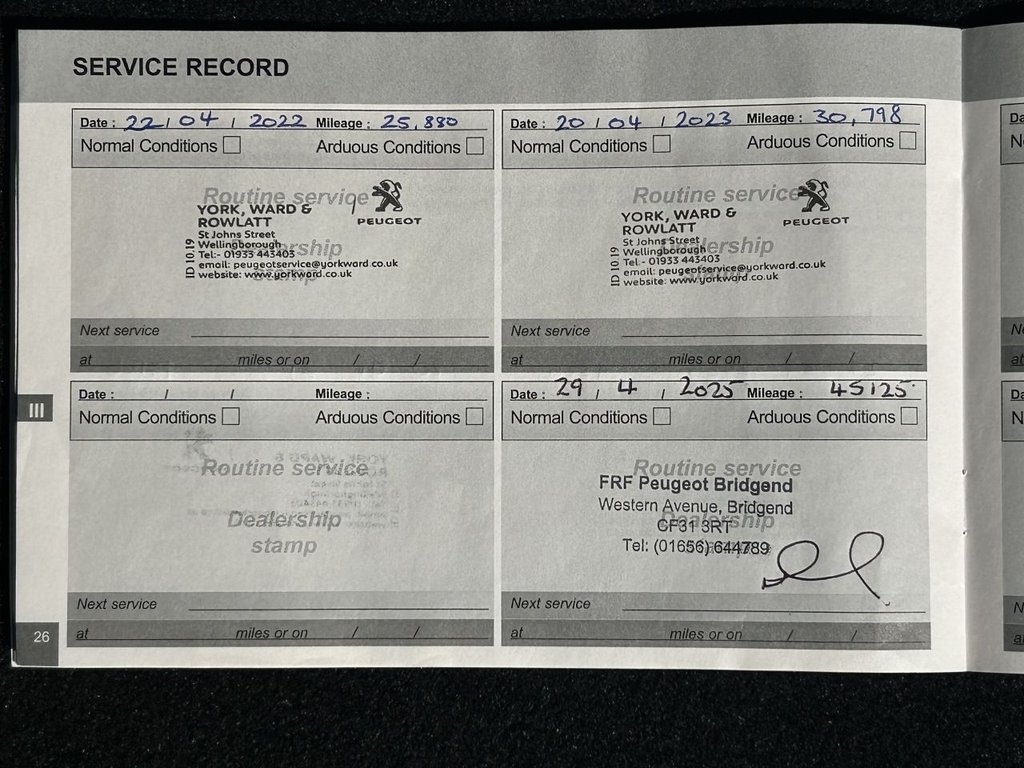 SERVICE RECORD
Date : 22 / 04 / 2022 Mileage : 25,880
Normal Conditions Arduous Conditions
Routine service
YORK, WARD &
ROWLATT
PEUGEOT
St Johns Street
Wellingborough
Dealership
Tel:- 01933 443403
email: peugeotservice@yorkward.co.uk
stamp
website: www.yorkward.co.uk
ID 10.19
Next service
at miles or on / /
Date : 20 / 04 / 2023 Mileage : 30,798
Normal Conditions Arduous Conditions
Routine service
YORK, WARD &
ROWLATT
PEUGEOT
St Johns Street
Wellingborough
Dealership
Tel:- 01933 443403
email: peugeotservice@yorkward.co.uk
stamp
website: www.yorkward.co.uk
ID 10.19
Next service
at miles or on / /
Date : / / Mileage :
Normal Conditions Arduous Conditions
Routine service
Dealership
stamp
Next service
at miles or on / /
Date : 29 / 4 / 2025 Mileage : 45125
Normal Conditions Arduous Conditions
Routine service
FRF Peugeot Bridgend
Western Avenue, Bridgend
Dealership
CF31 3RT
Tel: (01656) 644789
Next service
at miles or on / /
III
26